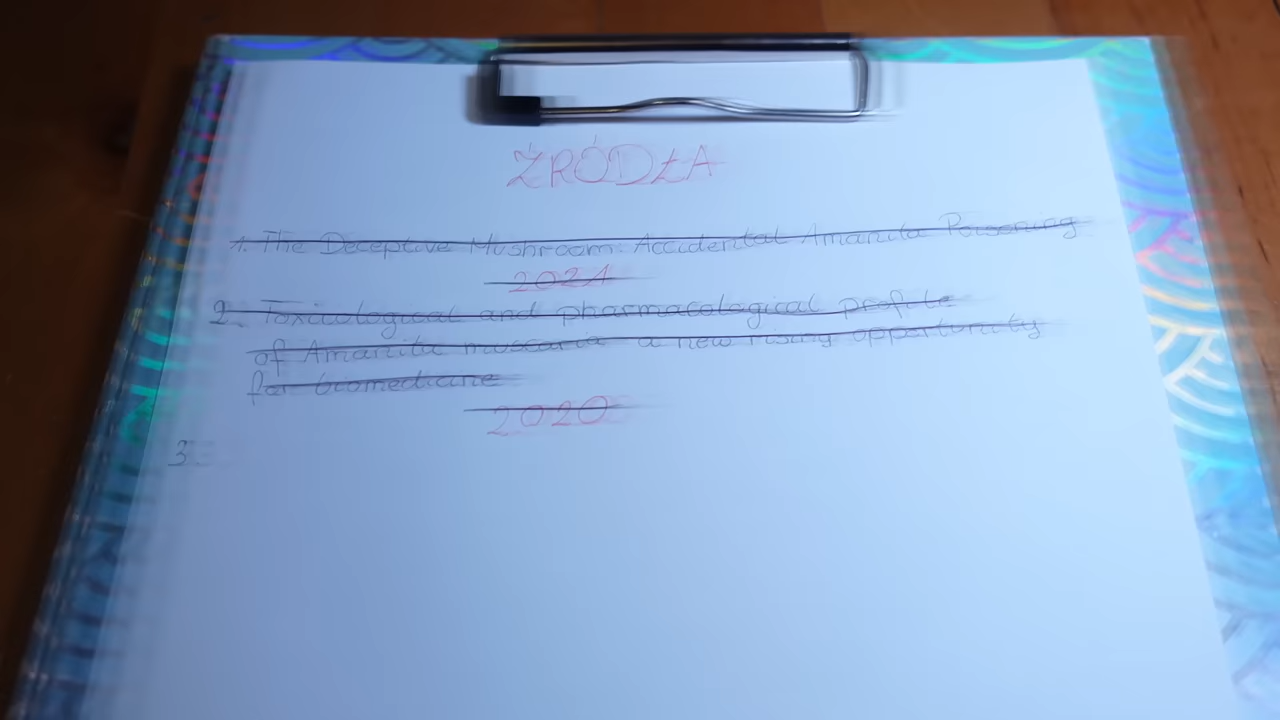 ŹRÓDŁA
1. The Deceptive Mushroom: Accidental Amanita Poisoning
2021
2. Toxicological and pharmacological profile
of Amanita muscaria - a new rising opportunity
for biomedicine
2020
3.